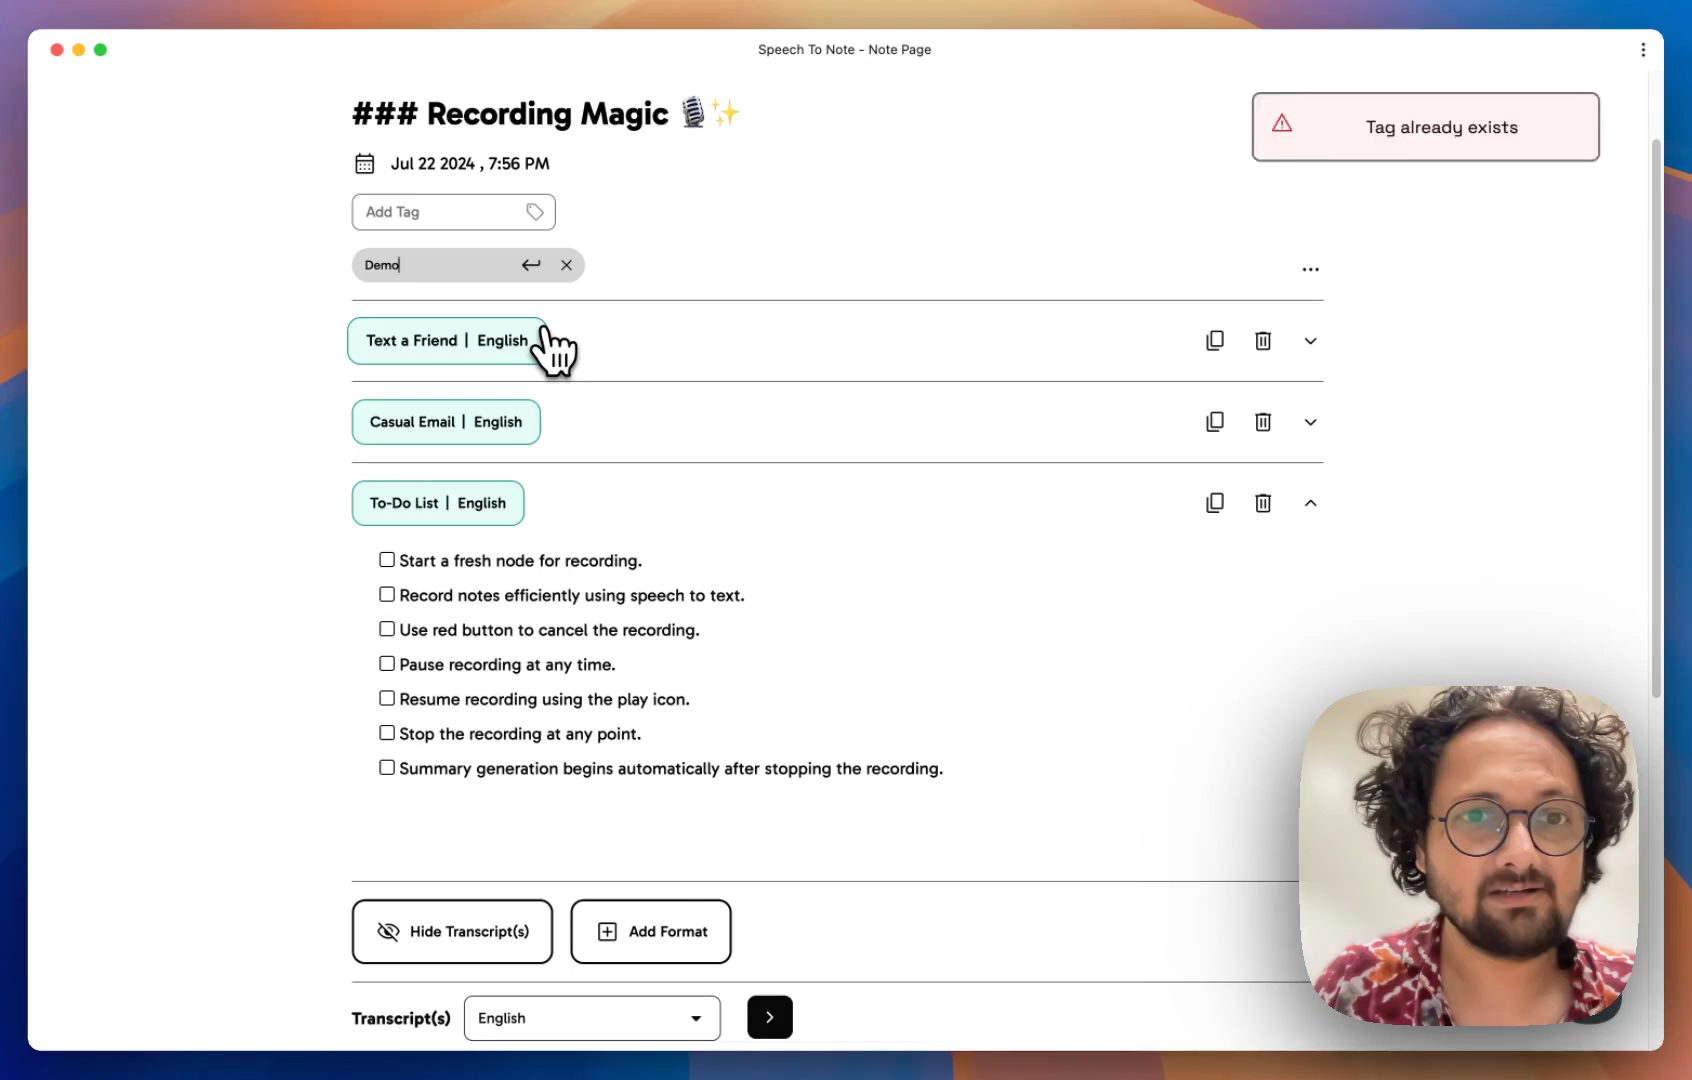 Speech To Note - Note Page
### Recording Magic 🎙️✨
Tag already exists
Jul 22 2024 , 7:56 PM
Add Tag
Demo
Text a Friend | English
Casual Email | English
To-Do List | English
Start a fresh node for recording.
Record notes efficiently using speech to text.
Use red button to cancel the recording.
Pause recording at any time.
Resume recording using the play icon.
Stop the recording at any point.
Summary generation begins automatically after stopping the recording.
Hide Transcript(s)
Add Format
Transcript(s)
English